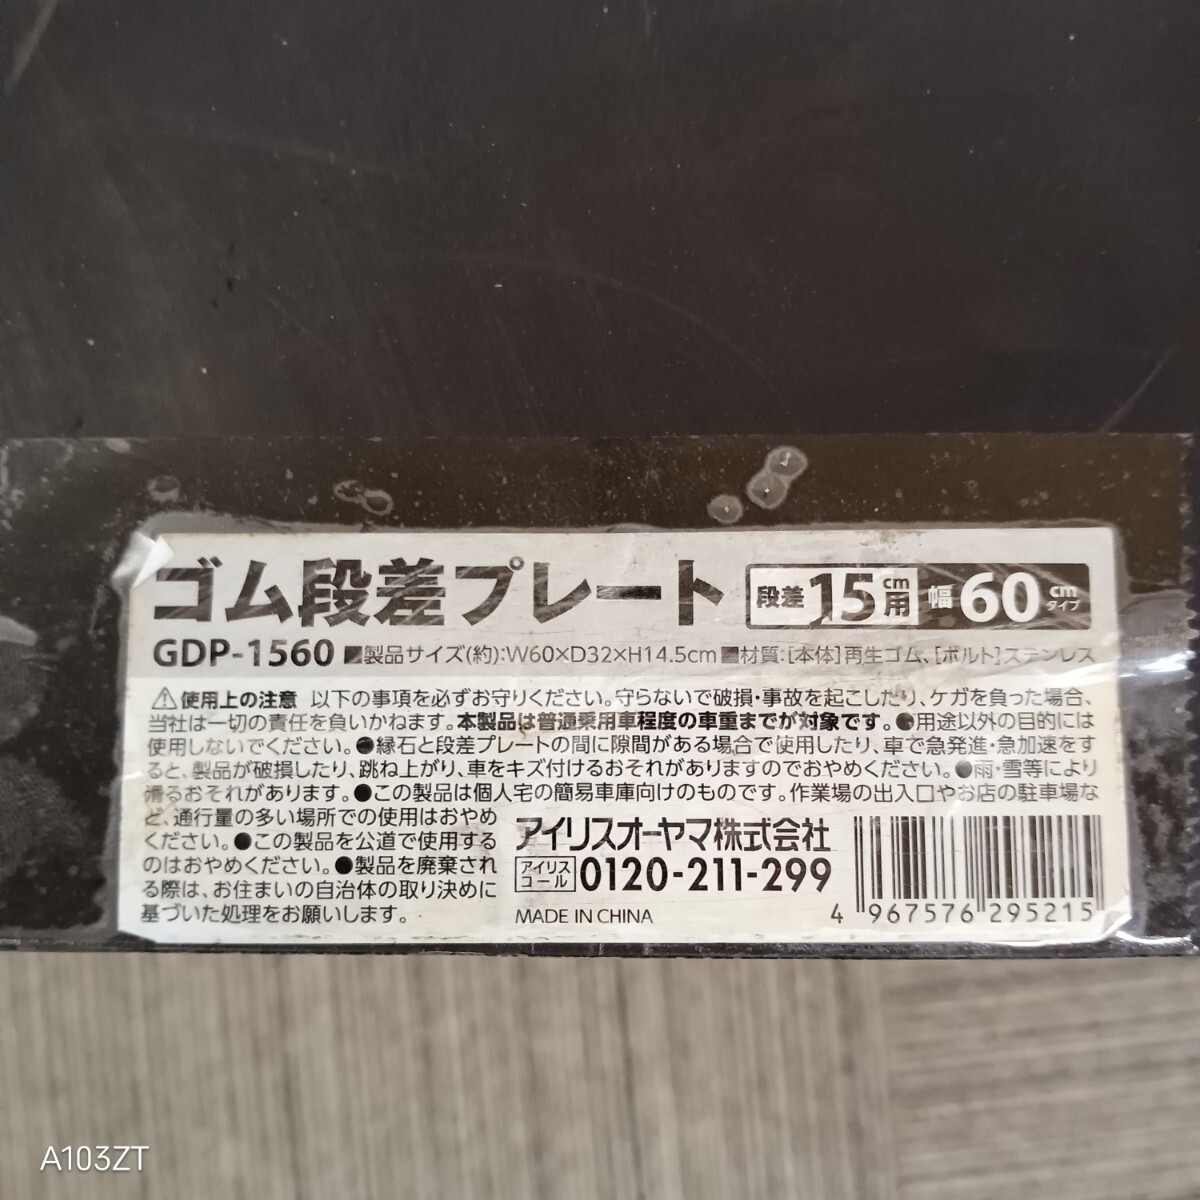 ゴム段差プレート 段差15cm用 幅60cmタイプ
GDP-1560 ■製品サイズ(約):W60×D32×H14.5cm ■材質:[本体]再生ゴム、[ボルト]ステンレス
⚠使用上の注意 以下の事項を必ずお守りください。守らないで破損・事故を起こしたり、ケガを負った場合、
当社は一切の責任を負いかねます。本製品は普通乗用車程度の車重までが対象です。●用途以外の目的には
使用しないでください。●縁石と段差プレートの間に隙間がある場合で使用したり、車で急発進・急加速をす
ると、製品が破損したり、跳ね上がり、車をキズ付けるおそれがありますのでおやめください。●雨・雪等により
滑るおそれがあります。●この製品は個人宅の簡易車庫向けのものです。作業場の出入口やお店の駐車場な
ど、通行量の多い場所での使用はおやめ
ください。●この製品を公道で使用する
のはおやめください。●製品を廃棄され
る際は、お住まいの自治体の取り決めに
基づいた処理をお願いします。
アイリスオーヤマ株式会社
アイリスコール 0120-211-299
MADE IN CHINA
4 967576 295215
A103ZT